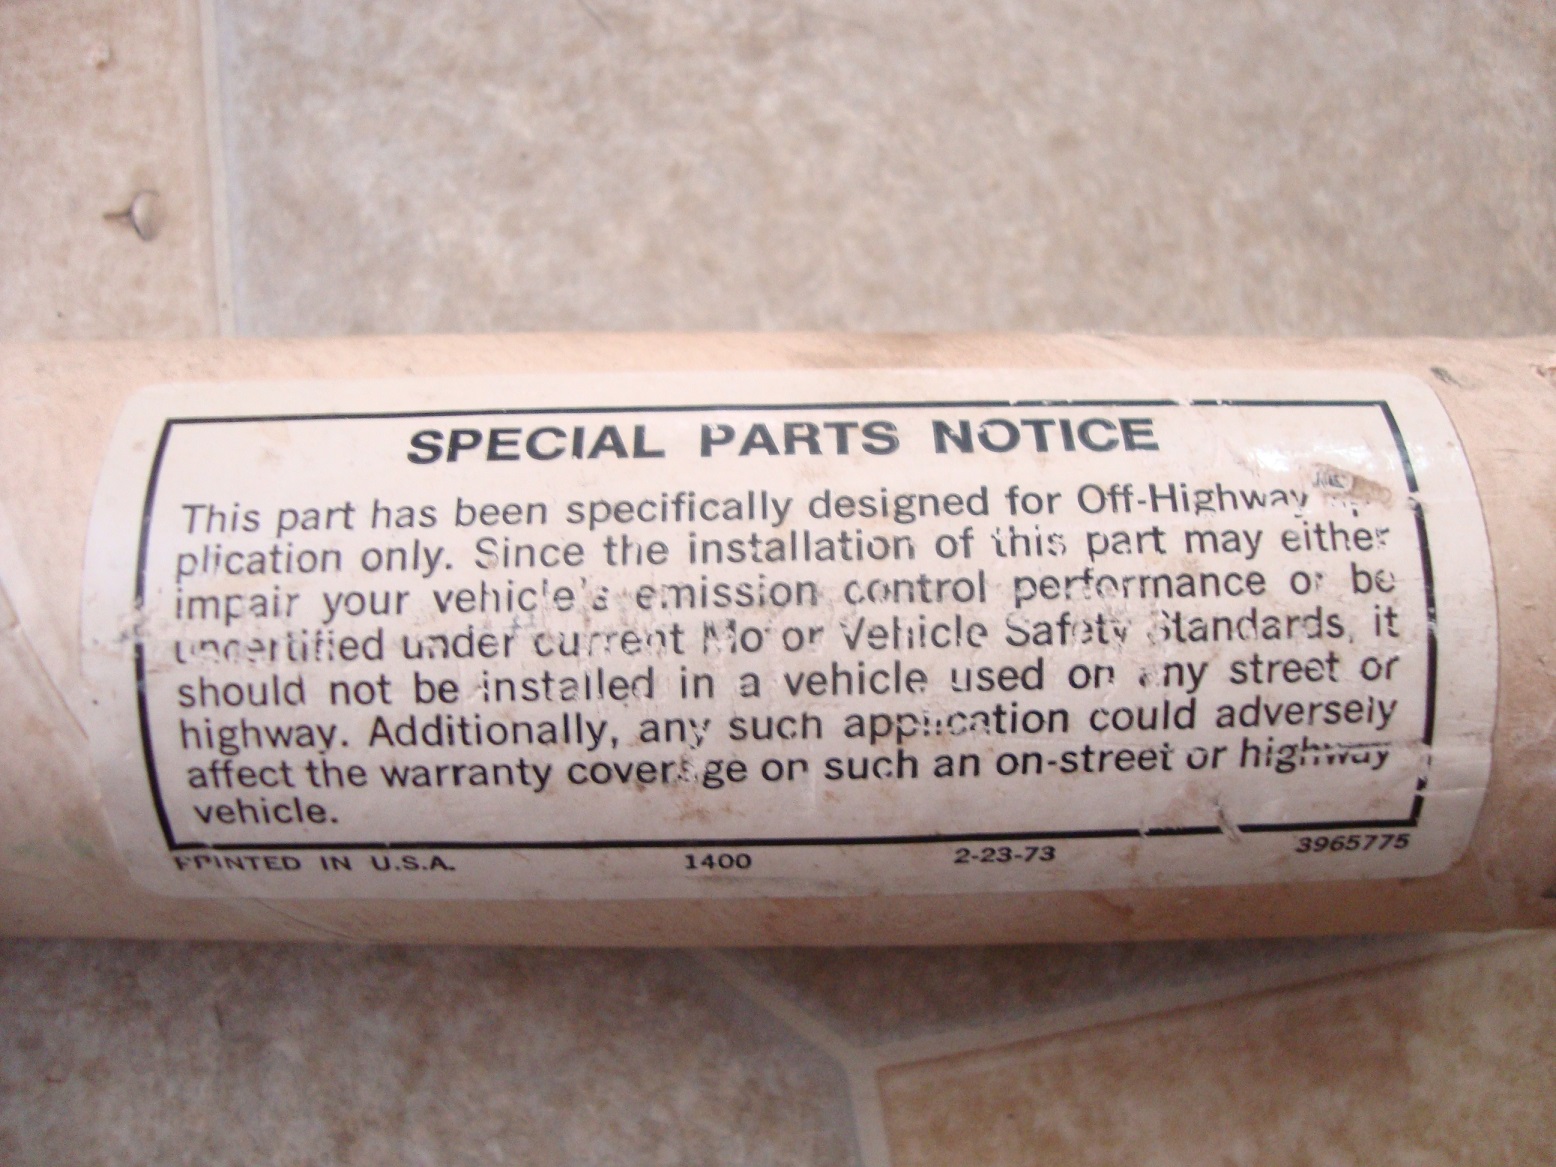 SPECIAL PARTS NOTICE
This part has been specifically designed for Off-Highway
plication only. Since the installation of this part may either
impair your vehicle's emission control performance or be
uncertified under current Motor Vehicle Safety Standards, it
should not be installed in a vehicle used on any street or
highway. Additionally, any such application could adversely
affect the warranty coverage on such an on-street or highway
vehicle.
PRINTED IN U.S.A. 1400 2-23-73 3965775